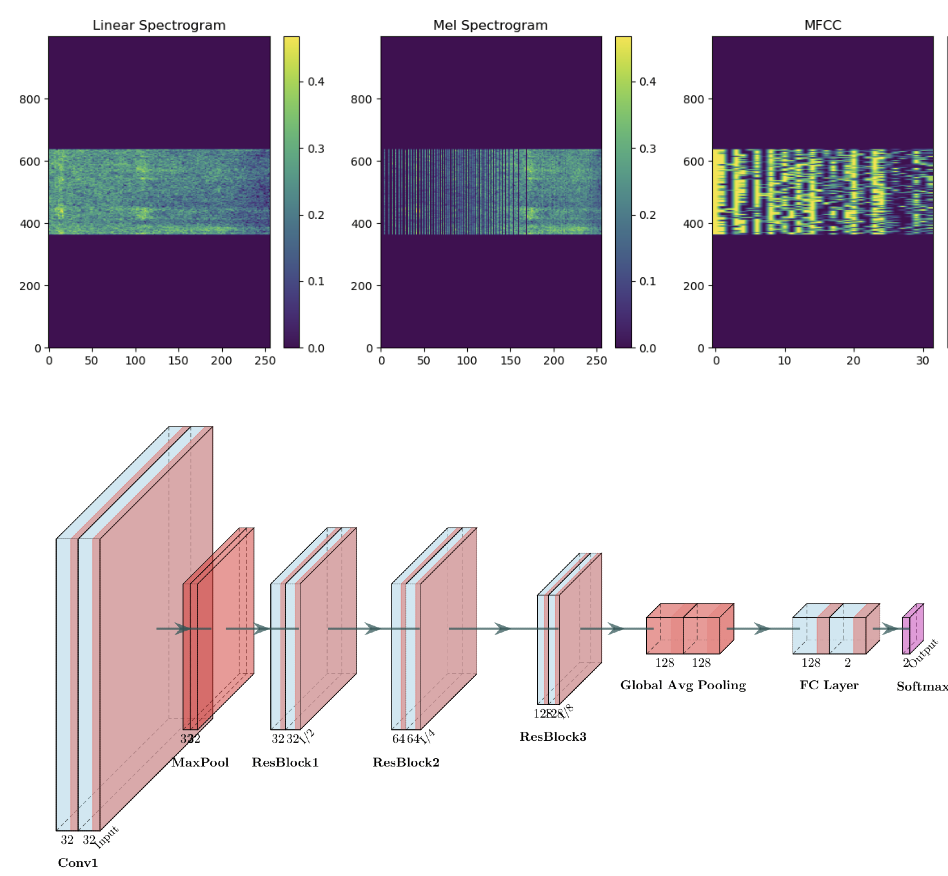 Linear Spectrogram
Mel Spectrogram
MFCC
800
600
400
200
0
0 50 100 150 200 250
0.4
0.3
0.2
0.1
0.0
800
600
400
200
0
0 50 100 150 200 250
0.4
0.3
0.2
0.1
0.0
800
600
400
200
0
0 10 20 30
32 32 Input
Conv1
32 32
MaxPool
32 32 1/2
ResBlock1
64 64 1/4
ResBlock2
128 128 1/8
ResBlock3
128 128
Global Avg Pooling
128 2
FC Layer
2 Output
Softmax